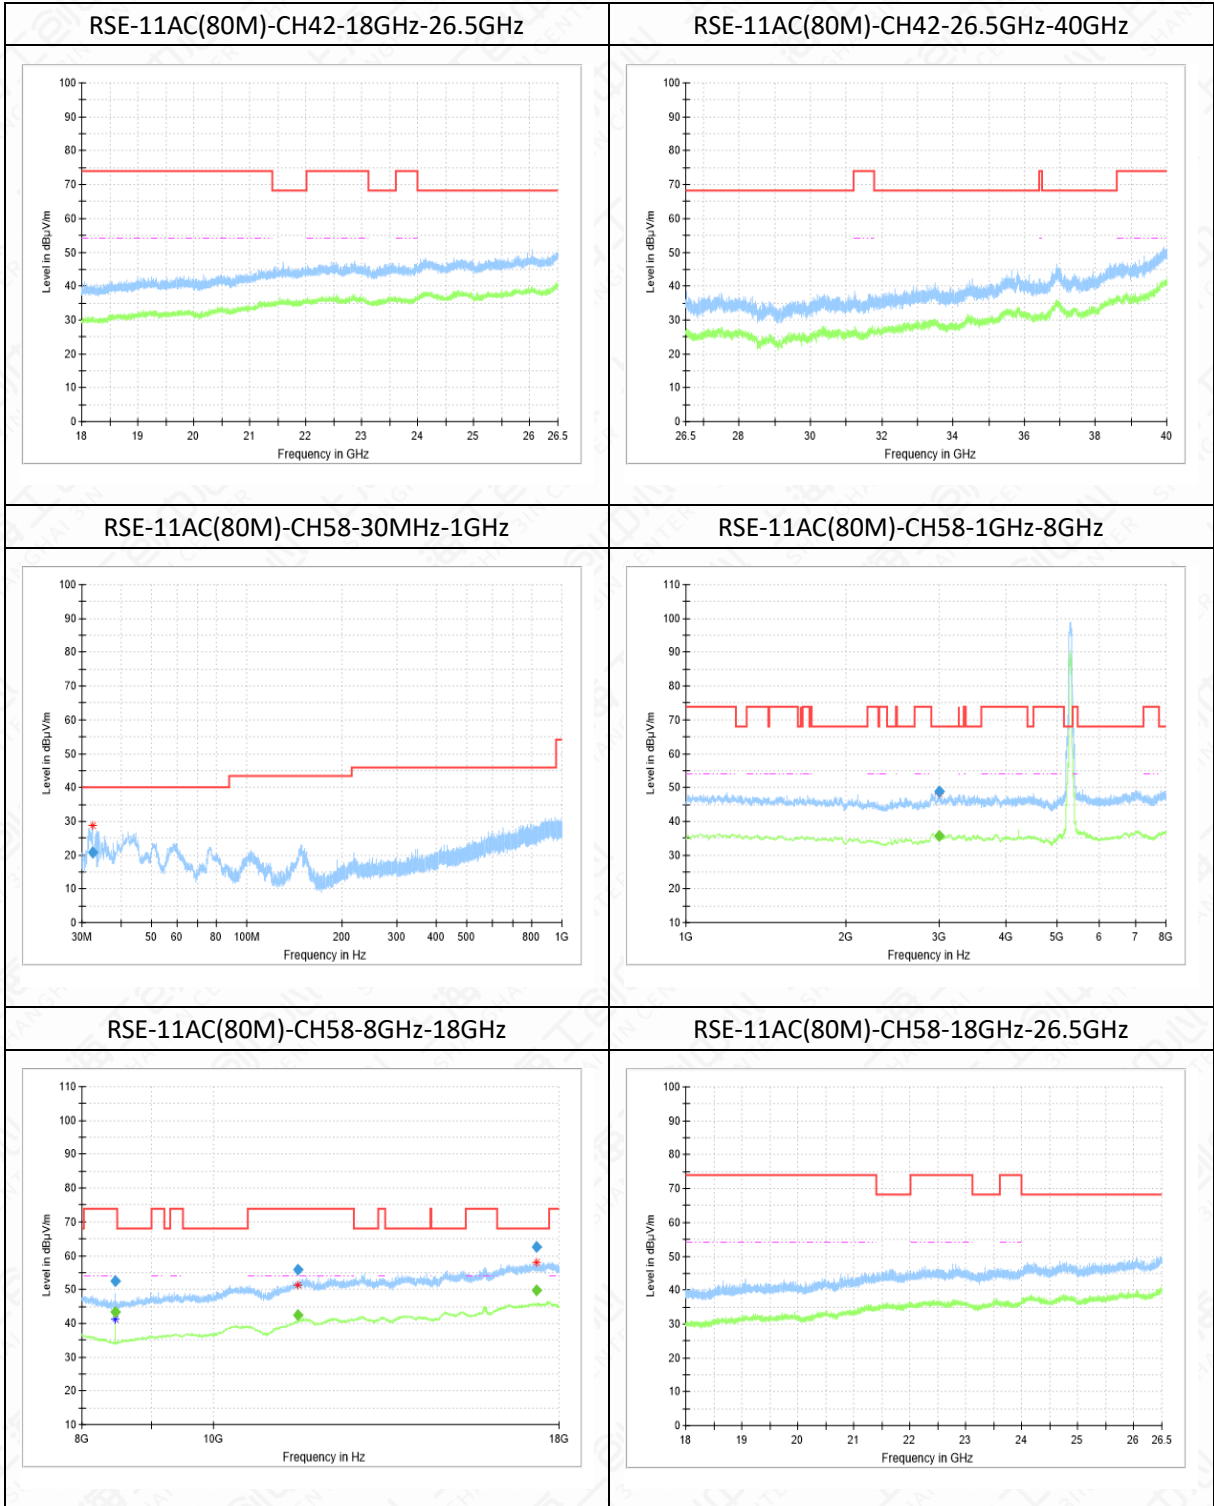 RSE-11AC(80M)-CH42-18GHz-26.5GHz
RSE-11AC(80M)-CH42-26.5GHz-40GHz
100
90
80
70
60
50
40
30
20
10
0
Level in dBµV/m
18 19 20 21 22 23 24 25 26 26.5
Frequency in GHz
100
90
80
70
60
50
40
30
20
10
0
Level in dBµV/m
26.5 28 30 32 34 36 38 40
Frequency in GHz
RSE-11AC(80M)-CH58-30MHz-1GHz
RSE-11AC(80M)-CH58-1GHz-8GHz
100
90
80
70
60
50
40
30
20
10
0
Level in dBµV/m
30M 50 60 80 100M 200 300 400 500 800 1G
Frequency in Hz
110
100
90
80
70
60
50
40
30
20
10
Level in dBµV/m
1G 2G 3G 4G 5G 6 7 8G
Frequency in Hz
RSE-11AC(80M)-CH58-8GHz-18GHz
RSE-11AC(80M)-CH58-18GHz-26.5GHz
110
100
90
80
70
60
50
40
30
20
10
Level in dBµV/m
8G 10G 18G
Frequency in Hz
100
90
80
70
60
50
40
30
20
10
0
Level in dBµV/m
18 19 20 21 22 23 24 25 26 26.5
Frequency in GHz